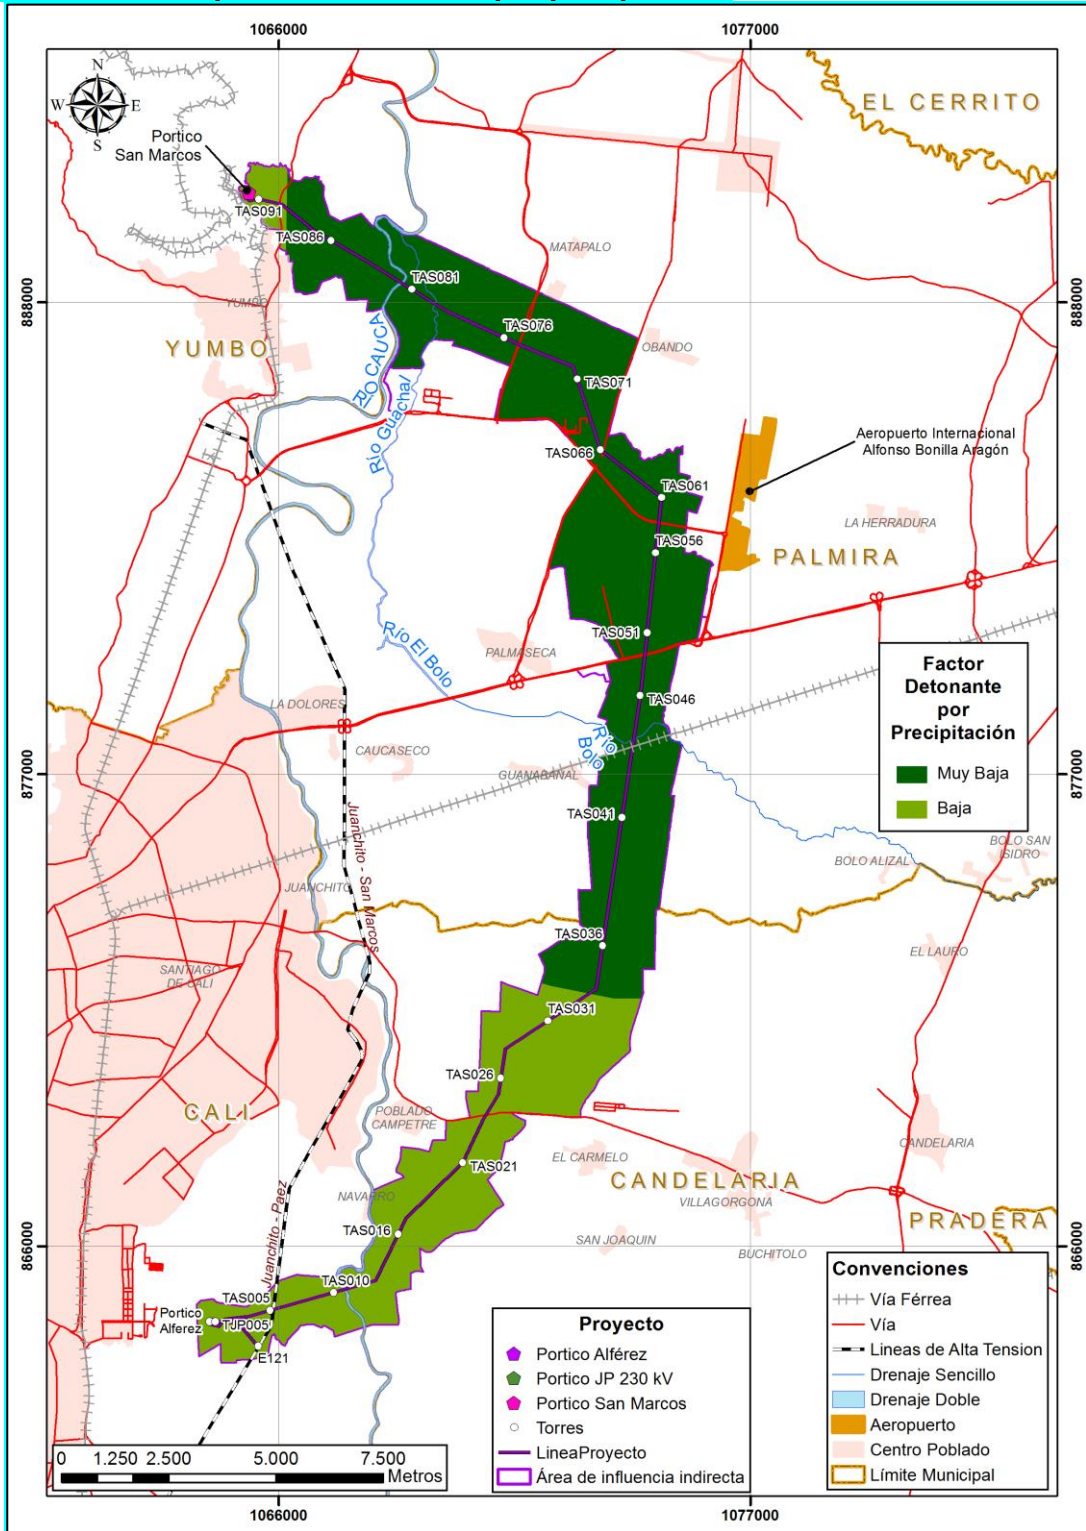 1066000
1077000
N
W
E
S
EL CERRITO
Portico
San Marcos
TAS091
TAS086
MATAPALO
TAS081
888000
888000
YUMBO
TAS076
YUMBO
OBANDO
RÍO CAUCA
TAS071
Río Guachal
Aeropuerto Internacional
Alfonso Bonilla Aragón
TAS066
TAS061
LA HERRADURA
TAS056
PALMIRA
Río El Bolo
TAS051
PALMASECA
Factor
Detonante
por
Precipitación
Muy Baja
Baja
TAS046
LA DOLORES
Río
Bolo
CAUCASECO
GUANABANAL
877000
877000
TAS041
Juanchito - San Marcos
BOLO SAN
ISIDRO
BOLO ALIZAL
JUANCHITO
TAS036
EL LAURO
SANTIAGO
DE CALI
TAS031
TAS026
CALI
POBLADO
CAMPETRE
CANDELARIA
TAS021
EL CARMELO
CANDELARIA
VILLAGORGONA
NAVARRO
PRADERA
TAS016
SAN JOAQUIN
BUCHITOLO
866000
866000
Juanchito - Paez
TAS010
TAS005
Portico
Alferez
TJP005
E121
Convenciones
Vía Férrea
Vía
Lineas de Alta Tension
Drenaje Sencillo
Drenaje Doble
Aeropuerto
Centro Poblado
Límite Municipal
Proyecto
Portico Alférez
Portico JP 230 kV
Portico San Marcos
Torres
LineaProyecto
Área de influencia indirecta
0 1.250 2.500 5.000 7.500
Metros
1066000
1077000